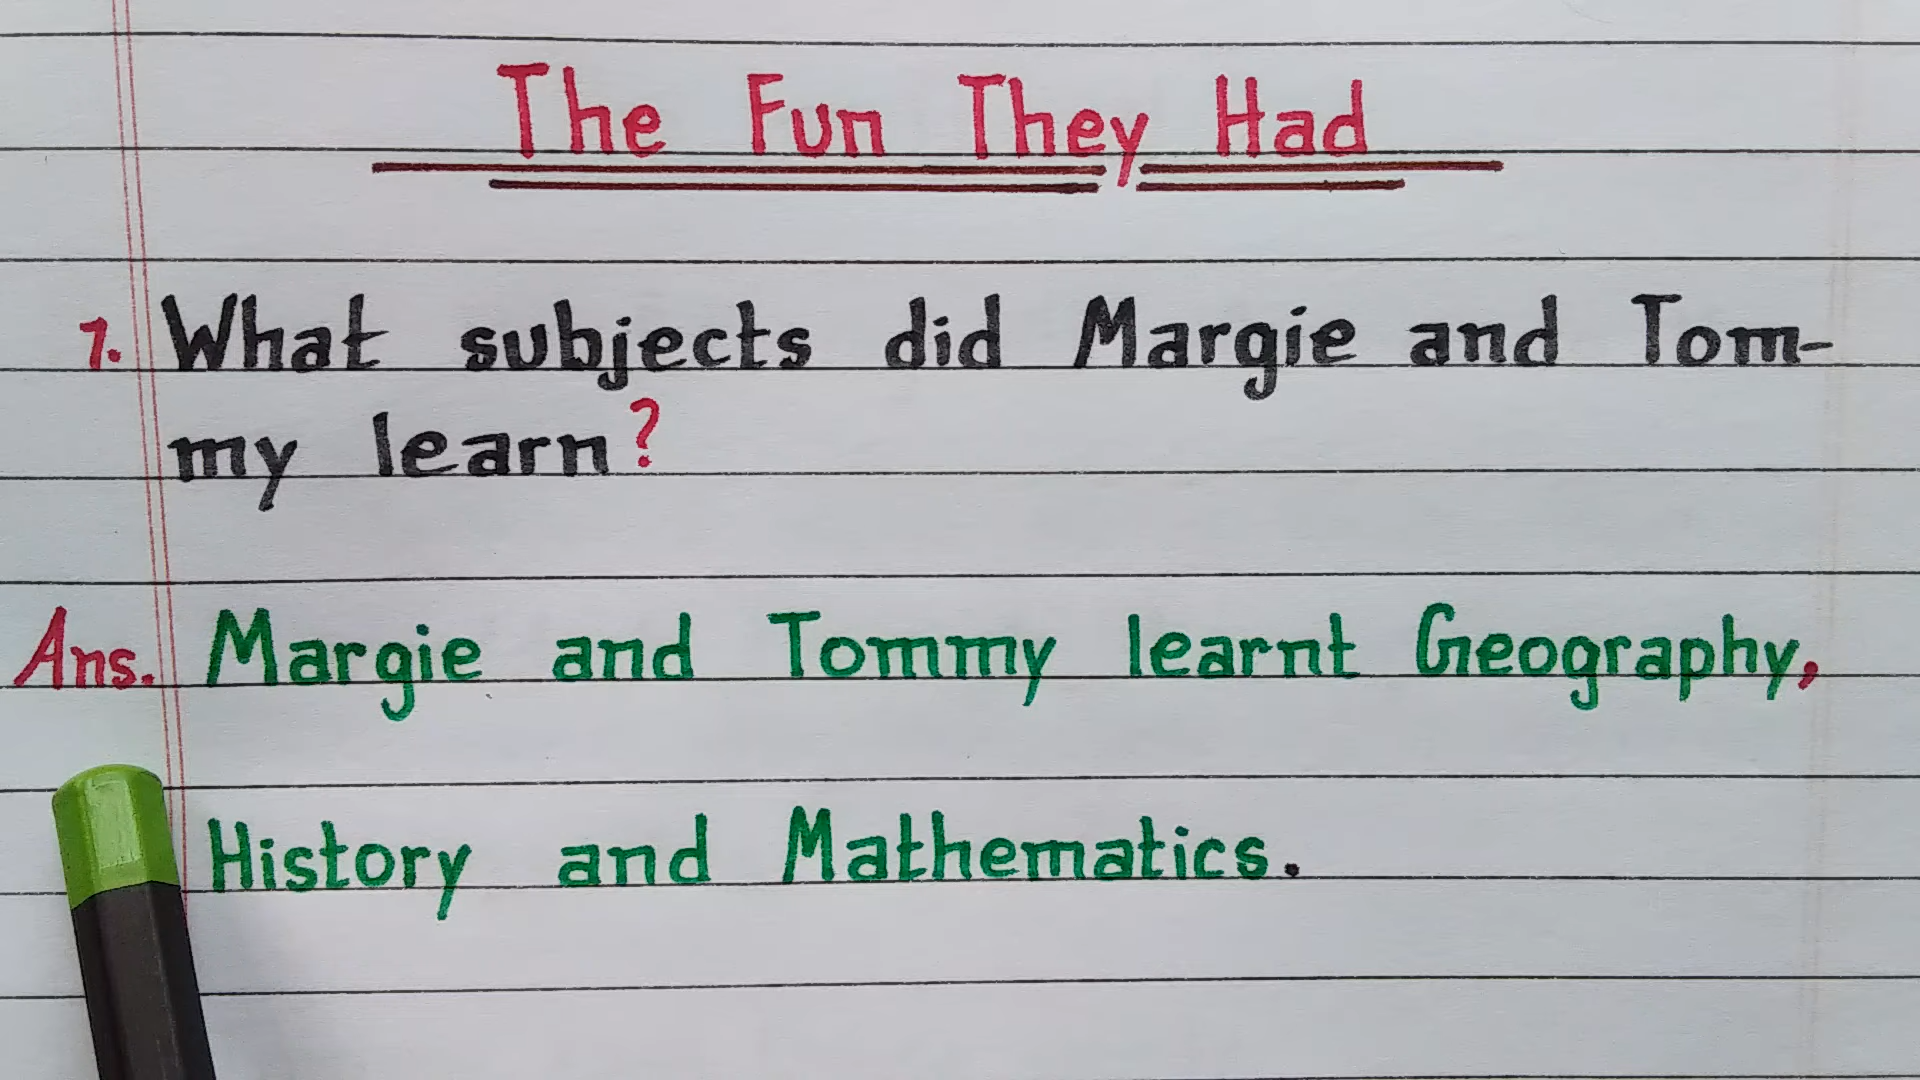 The Fun They Had
1. What subjects did Margie and Tom-
my learn?
Ans. Margie and Tommy learnt Geography,
History and Mathematics.